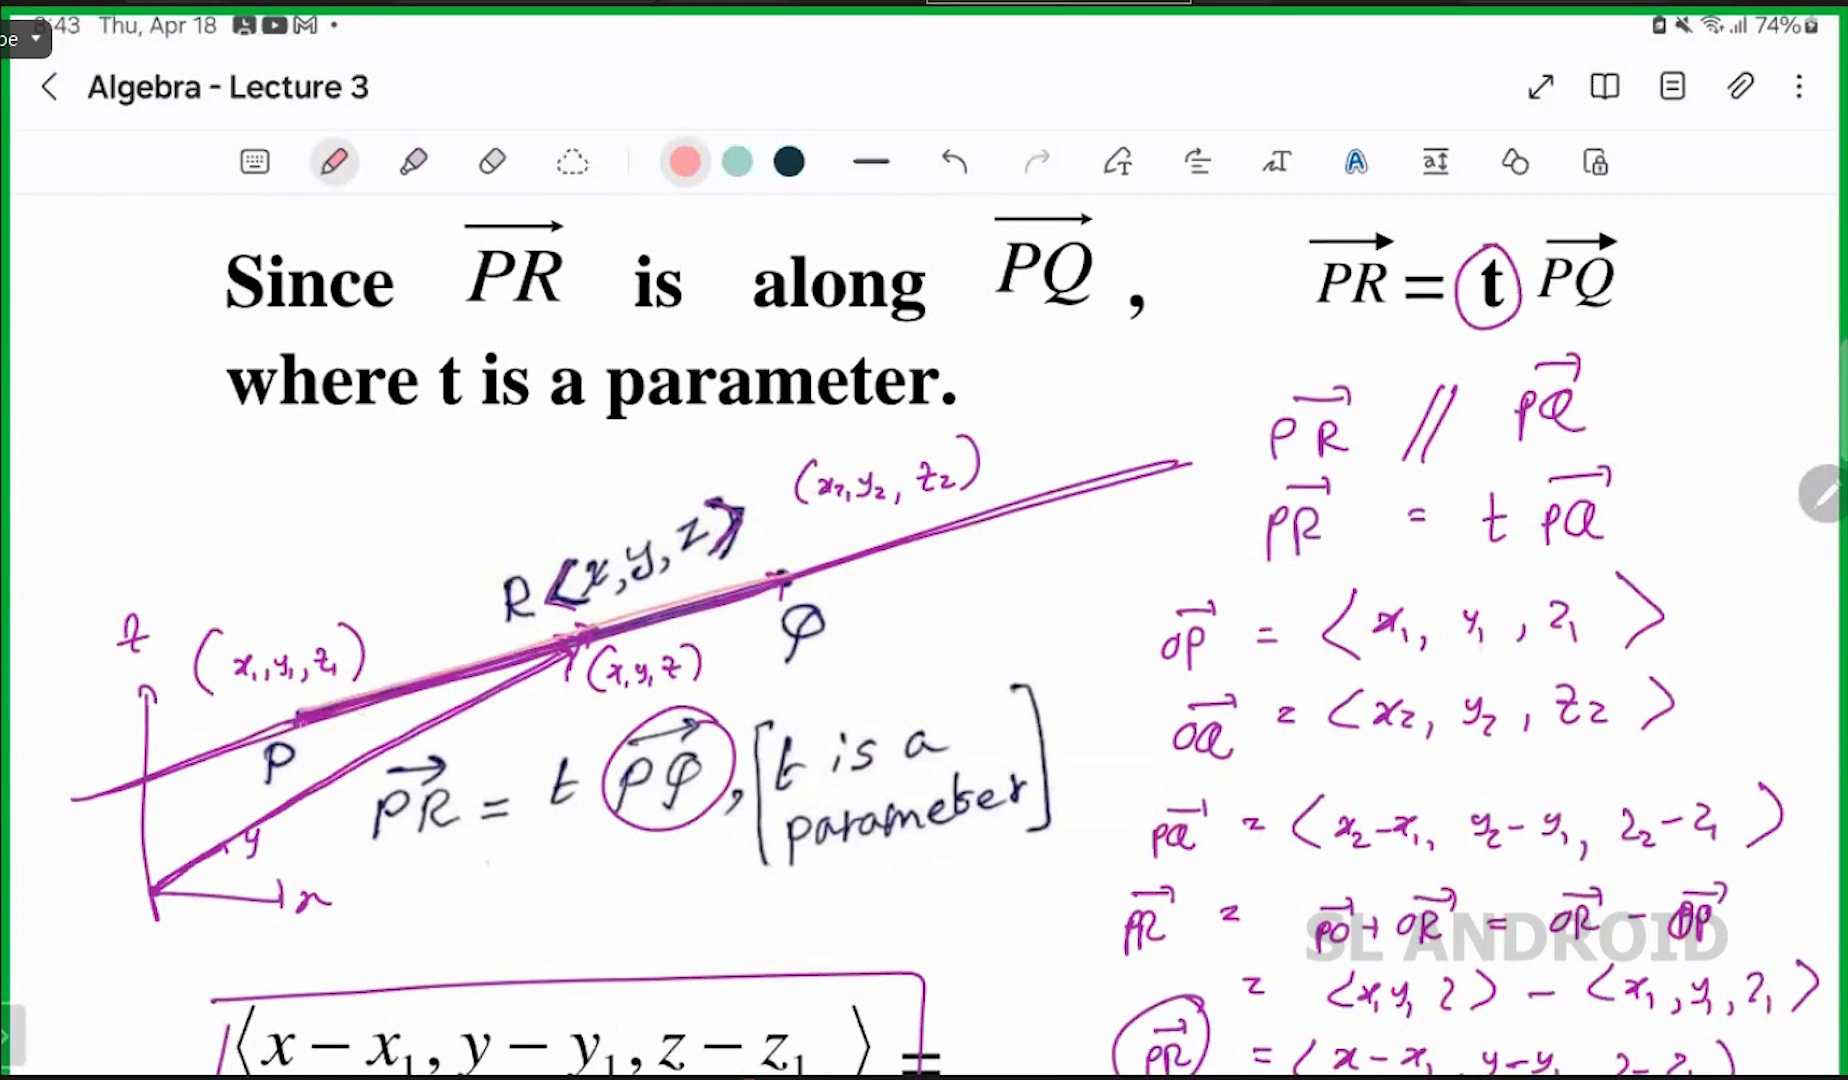 8:43 Thu, Apr 18 74%
Algebra - Lecture 3
Since PR is along PQ , PR = t PQ
where t is a parameter.
PR // PQ
PR = t PQ
(x2, y2, z2)
R<x, y, z>
z
(x1, y1, z1)
Q
(x, y, z)
P
PR = t PQ, [t is a parameter]
y
x
OP = <x1, y1, z1>
OQ = <x2, y2, z2>
PQ = <x2-x1, y2-y1, z2-z1>
PR = PO + OR = OR - OP
SL ANDROID
= <x, y, z> - <x1, y1, z1>
PR = <x-x1, y-y1, z-z1>
⟨x − x1, y − y1, z − z1⟩ =